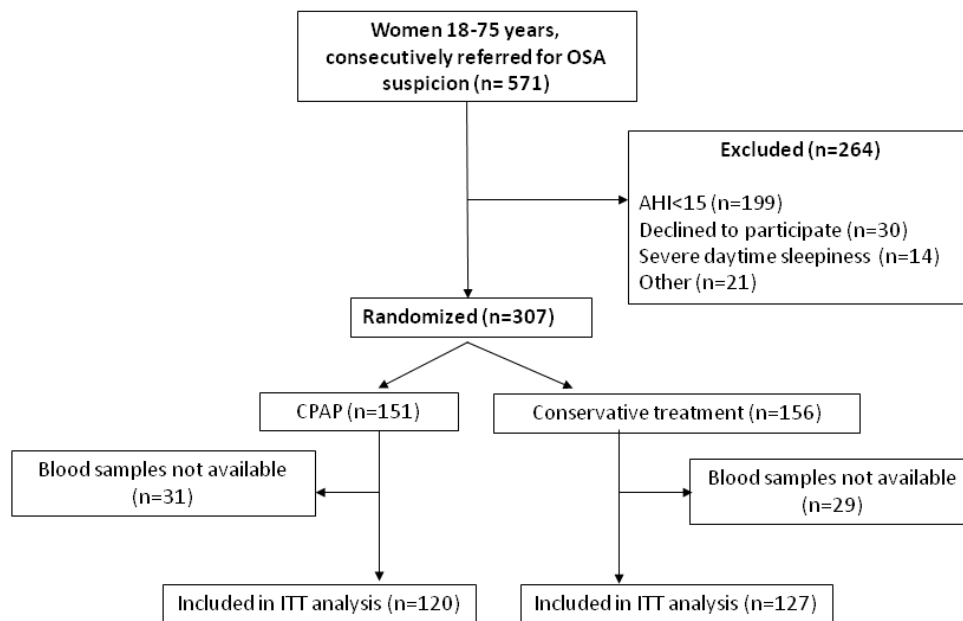 Women 18-75 years,
consecutively referred for OSA
suspicion (n= 571)
Excluded (n=264)
AHI<15 (n=199)
Declined to participate (n=30)
Severe daytime sleepiness (n=14)
Other (n=21)
Randomized (n=307)
CPAP (n=151)
Conservative treatment (n=156)
Blood samples not available
(n=31)
Blood samples not available
(n=29)
Included in ITT analysis (n=120)
Included in ITT analysis (n=127)